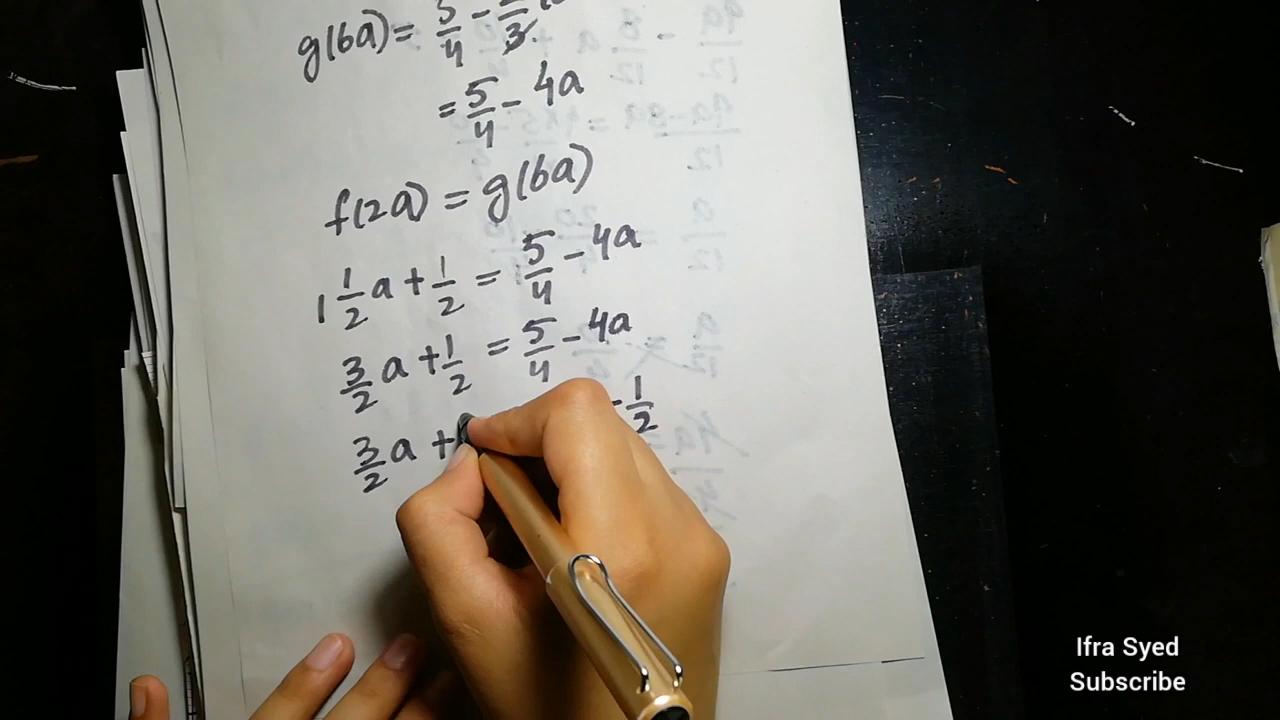 g(6a) = 5/4 -
= 5/4 - 4a
f(2a) = g(6a)
1 1/2 a + 1/2 = 5/4 - 4a
3/2 a + 1/2 = 5/4 - 4a
3/2 a + - 1/2
Ifra Syed
Subscribe